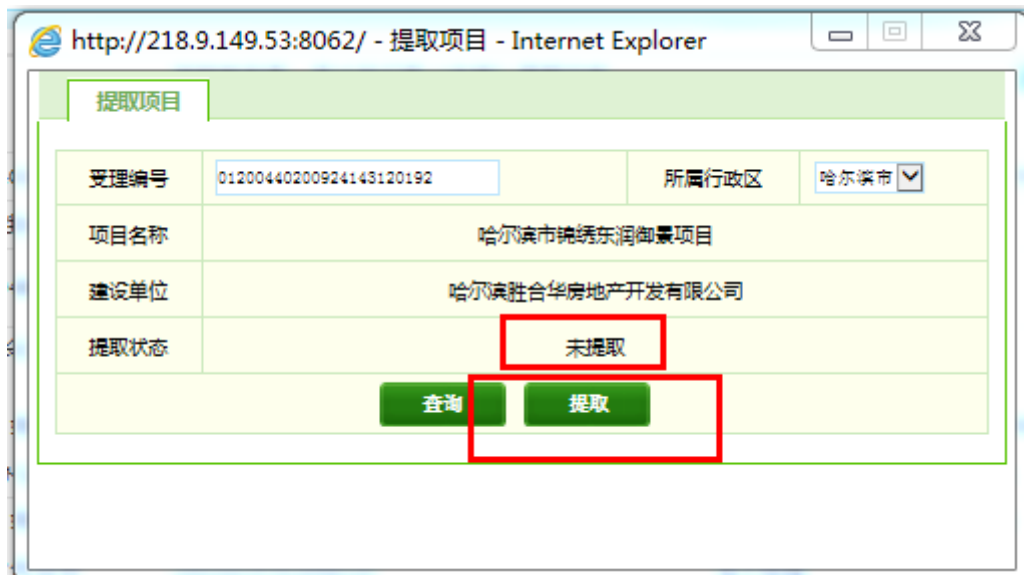 http://218.9.149.53:8062/ - 提取项目 - Internet Explorer
提取项目
受理编号 01200440200924143120192 所属行政区 哈尔滨市
项目名称 哈尔滨市锦绣东润御景项目
建设单位 哈尔滨胜合华房地产开发有限公司
提取状态 未提取
查询 提取